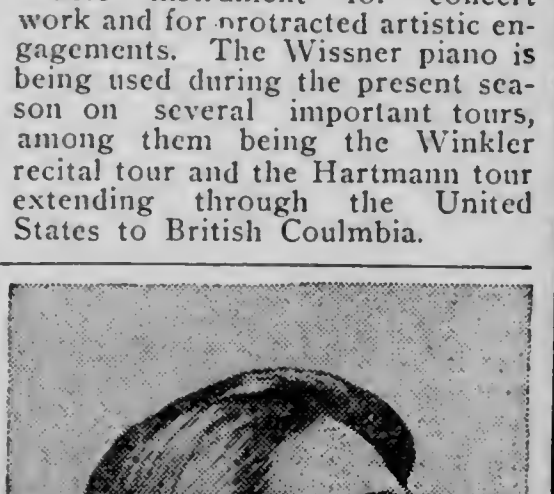 instrument for concert
work and for protracted artistic en-
gagements. The Wissner piano is
being used during the present sea-
son on several important tours,
among them being the Winkler
recital tour and the Hartmann tour
extending through the United
States to British Coulmbia.